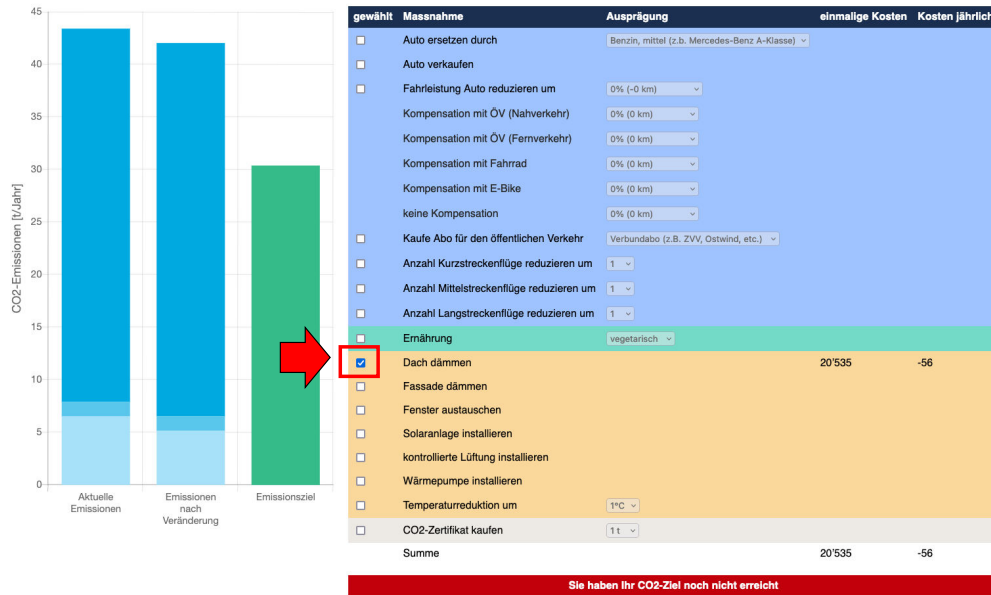 45
40
35
30
25
20
15
10
5
0
CO2-Emissionen [t/Jahr]
Aktuelle
Emissionen
Emissionen
nach
Veränderung
Emissionsziel
gewählt Massnahme Ausprägung einmalige Kosten Kosten jährlich
Auto ersetzen durch Benzin, mittel (z.b. Mercedes-Benz A-Klasse)
Auto verkaufen
Fahrleistung Auto reduzieren um 0% (-0 km)
Kompensation mit ÖV (Nahverkehr) 0% (0 km)
Kompensation mit ÖV (Fernverkehr) 0% (0 km)
Kompensation mit Fahrrad 0% (0 km)
Kompensation mit E-Bike 0% (0 km)
keine Kompensation 0% (0 km)
Kaufe Abo für den öffentlichen Verkehr Verbundabo (z.B. ZVV, Ostwind, etc.)
Anzahl Kurzstreckenflüge reduzieren um 1
Anzahl Mittelstreckenflüge reduzieren um 1
Anzahl Langstreckenflüge reduzieren um 1
Ernährung vegetarisch
Dach dämmen 20'535 -56
Fassade dämmen
Fenster austauschen
Solaranlage installieren
kontrollierte Lüftung installieren
Wärmepumpe installieren
Temperaturreduktion um 1°C
CO2-Zertifikat kaufen 1 t
Summe 20'535 -56
Sie haben Ihr CO2-Ziel noch nicht erreicht